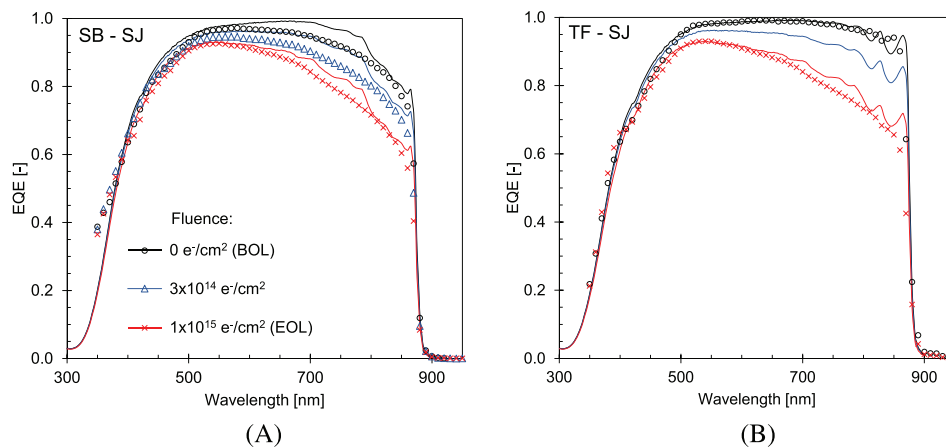 SB - SJ
1.0
0.8
0.6
0.4
0.2
0.0
EQE [-]
Fluence:
0 e⁻/cm² (BOL)
3x10¹⁴ e⁻/cm²
1x10¹⁵ e⁻/cm² (EOL)
300
500
700
900
Wavelength [nm]
(A)
TF - SJ
1.0
0.8
0.6
0.4
0.2
0.0
EQE [-]
300
500
700
900
Wavelength [nm]
(B)